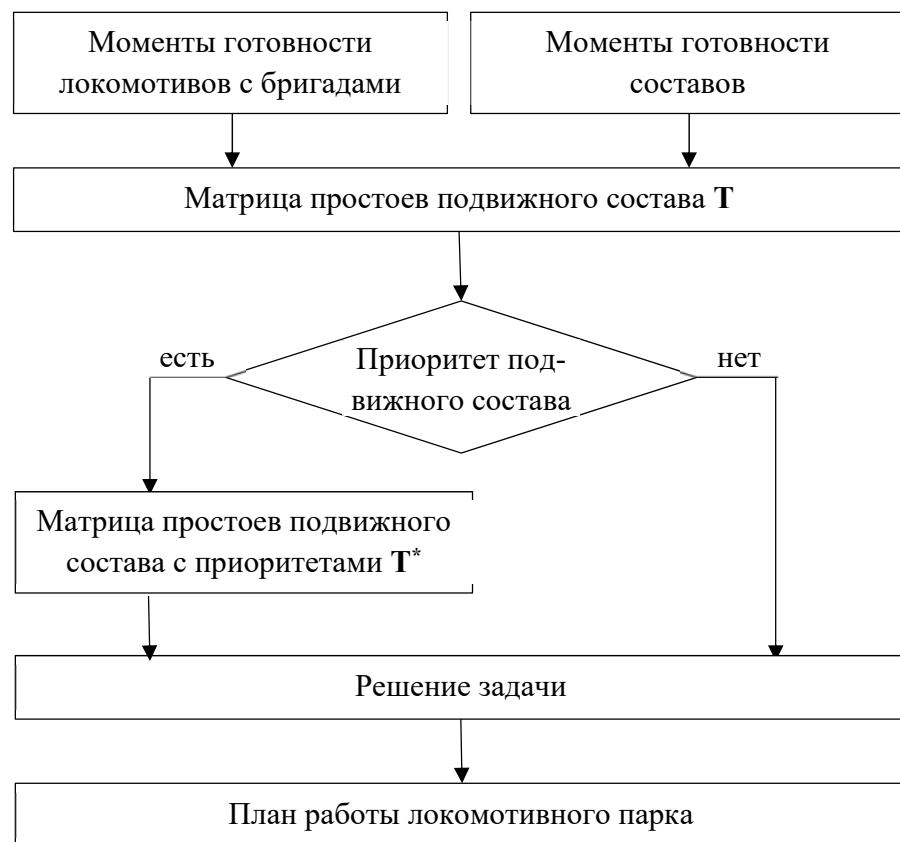 Моменты готовности
локомотивов с бригадами
Моменты готовности
составов
Матрица простоев подвижного состава T
есть
Приоритет под-
вижного состава
нет
Матрица простоев подвижного
состава с приоритетами T*
Решение задачи
План работы локомотивного парка